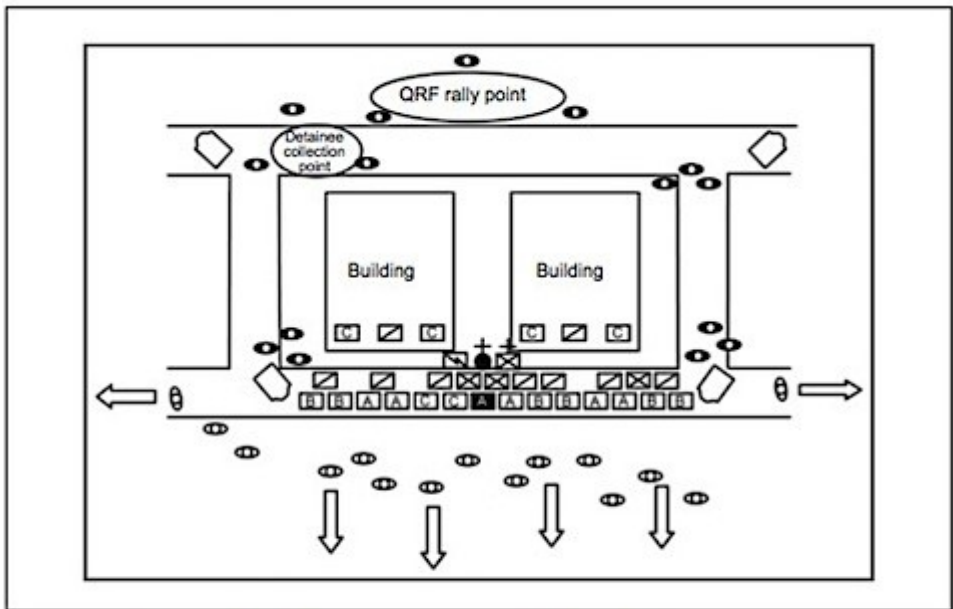 QRF rally point
Detainee
collection
point
Building Building
C C C C
B B A A C C A A B B A A B B